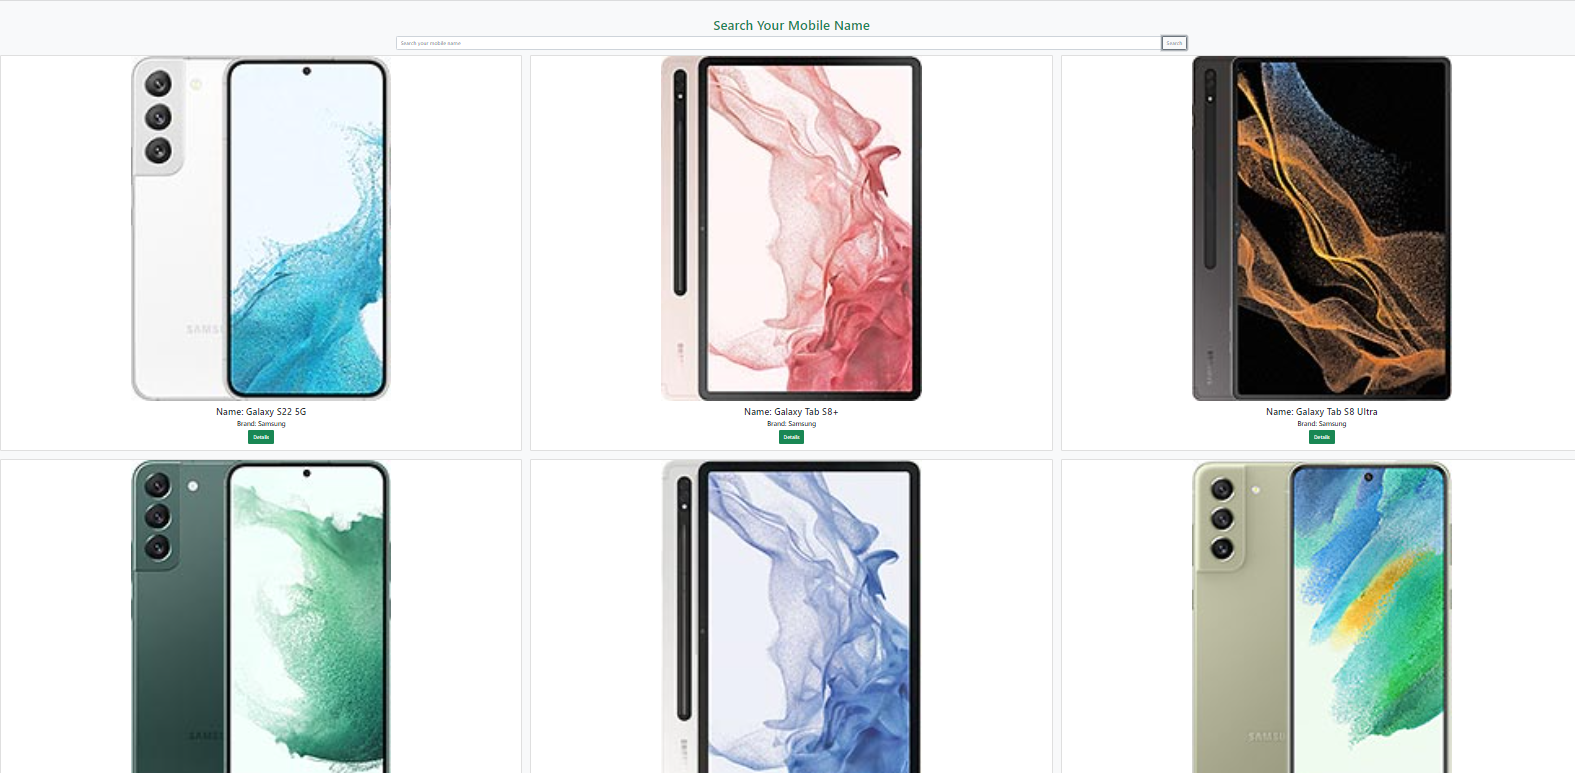 Search Your Mobile Name
Search your mobile name
Search
SAMSU
Name: Galaxy S22 5G
Brand: Samsung
Details
Name: Galaxy Tab S8+
Brand: Samsung
Details
Name: Galaxy Tab S8 Ultra
Brand: Samsung
Details
SAMSU
SAMSU